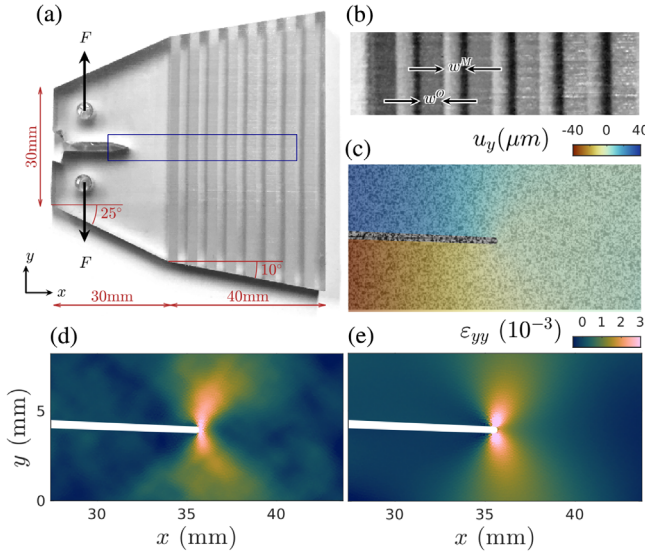 (a)
F
30mm
25°
F
y
x
10°
30mm
40mm
(b)
w^M
w^O
u_y(μm)
-40 0 40
(c)
ε_yy (10^-3)
0 1 2 3
(d)
(e)
y (mm)
5
0
30 35 40
x (mm)
30 35 40
x (mm)